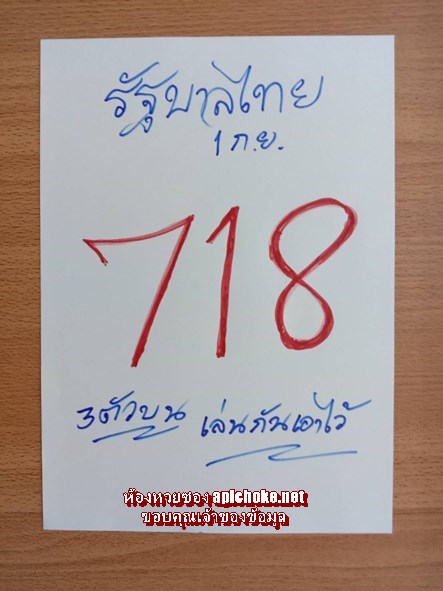 รัฐบาลไทย
1 ก.ย.
718
3ตัวบน เล่นกันเอาไว้
ห้องหวยซอง apichoke.net
ขอบคุณเจ้าของข้อมุล